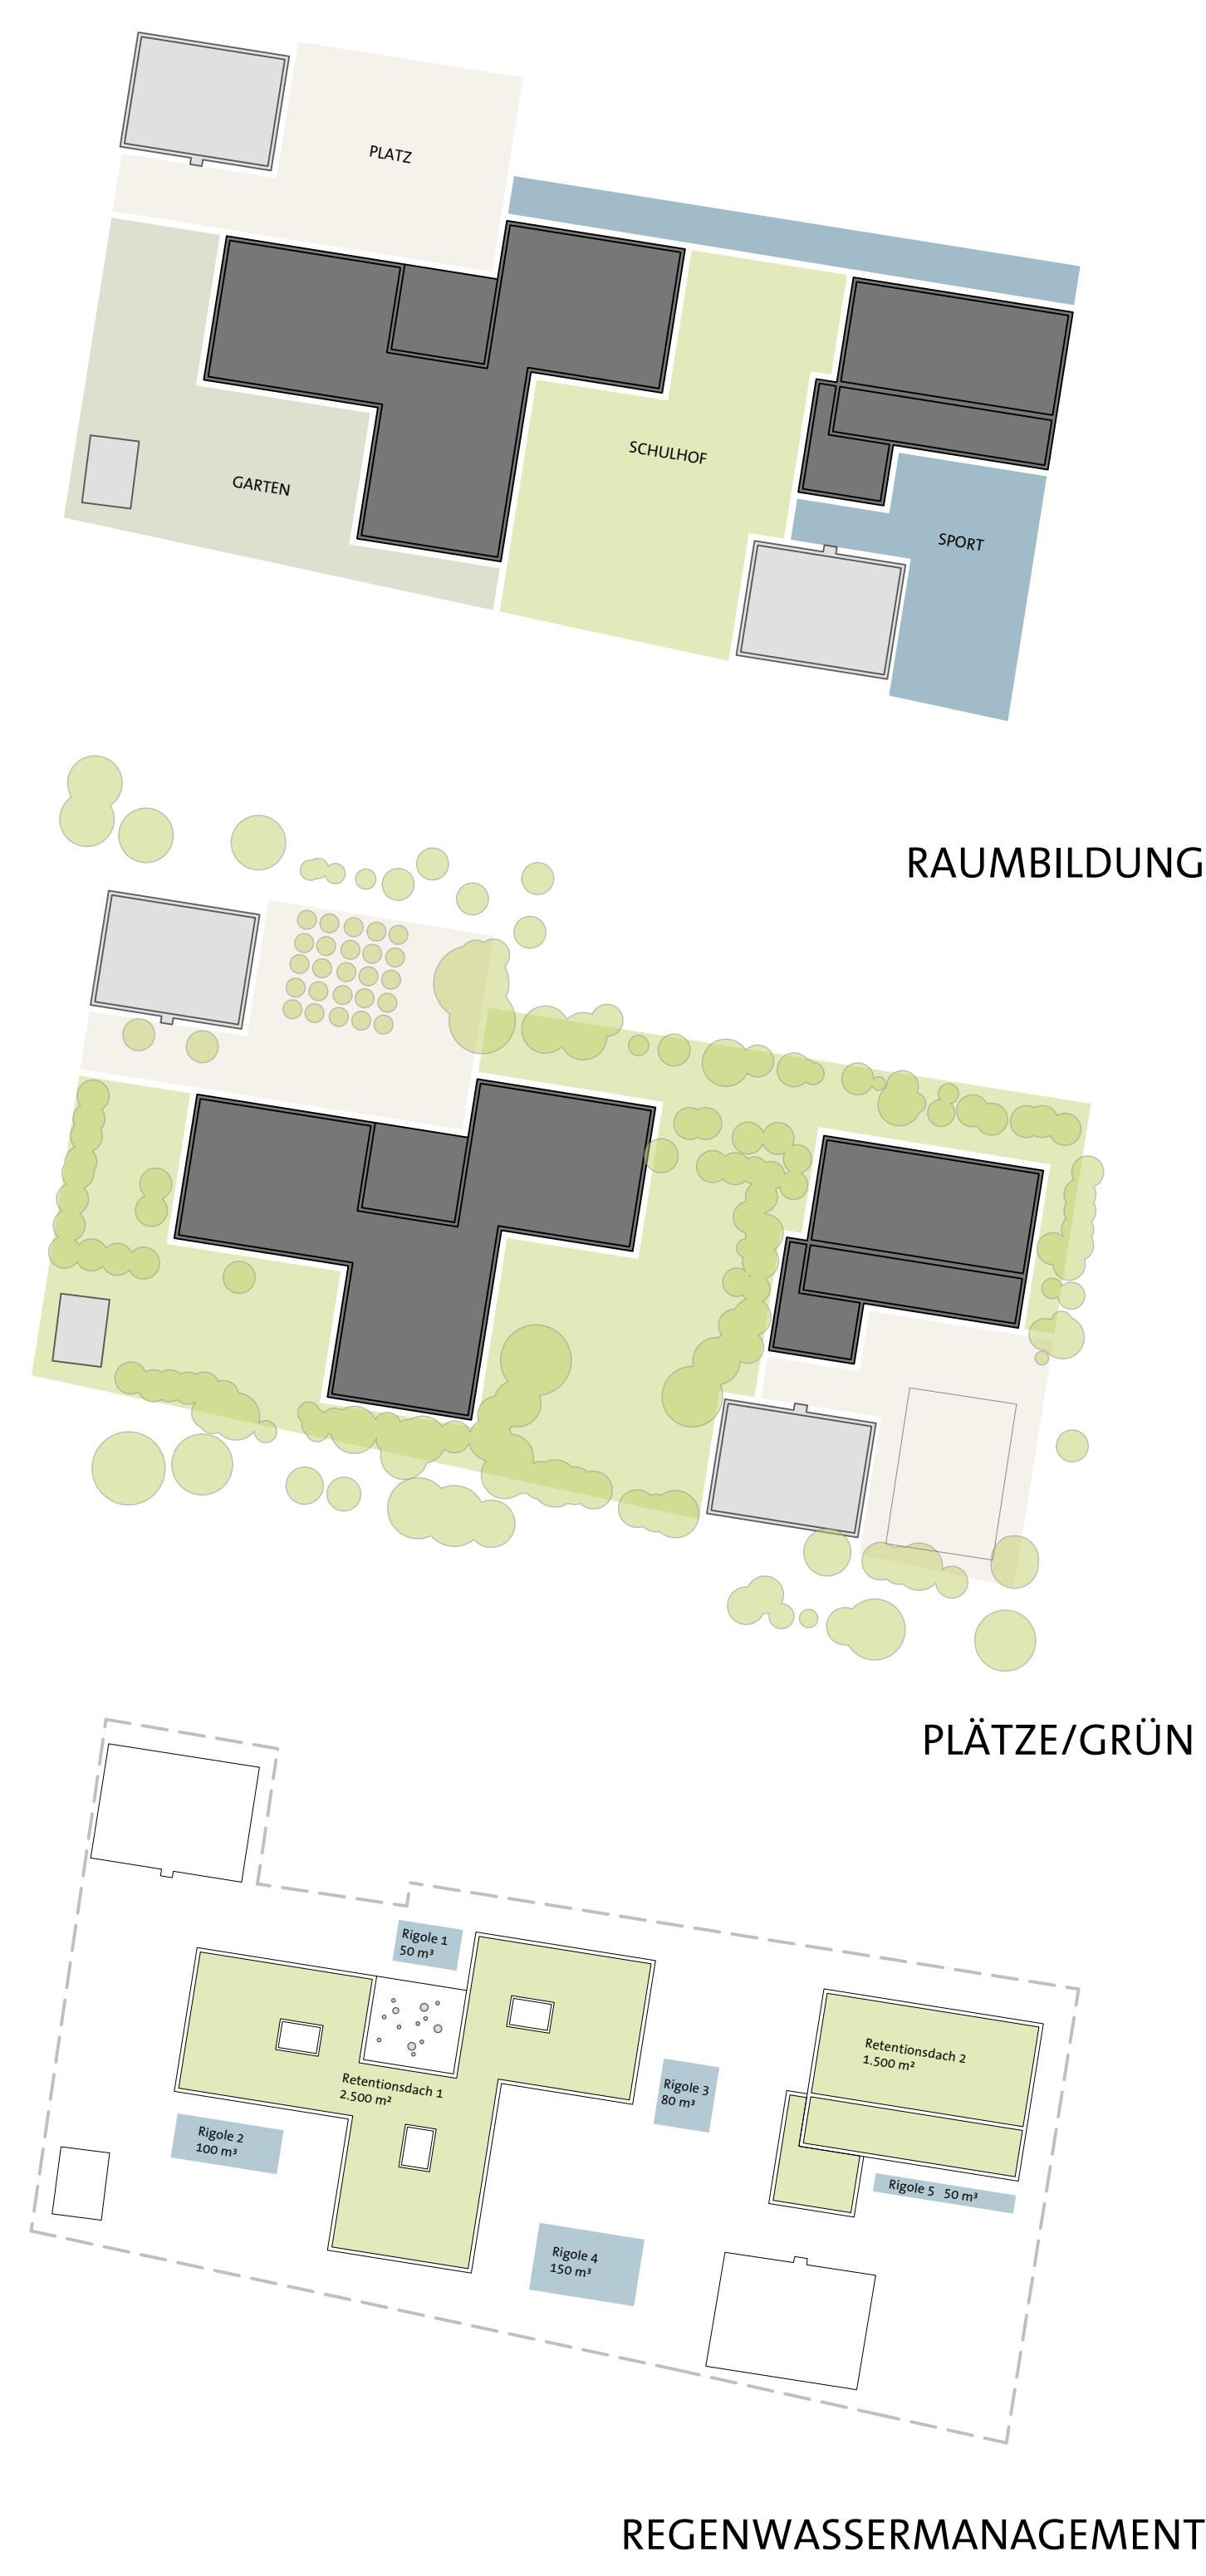 PLATZ
SCHULHOF
GARTEN
SPORT
RAUMBILDUNG
PLÄTZE/GRÜN
Rigole 1
50 m³
Retentionsdach 2
1.500 m²
Retentionsdach 1
2.500 m²
Rigole 3
80 m³
Rigole 2
100 m³
Rigole 5 50 m³
Rigole 4
150 m³
REGENWASSERMANAGEMENT